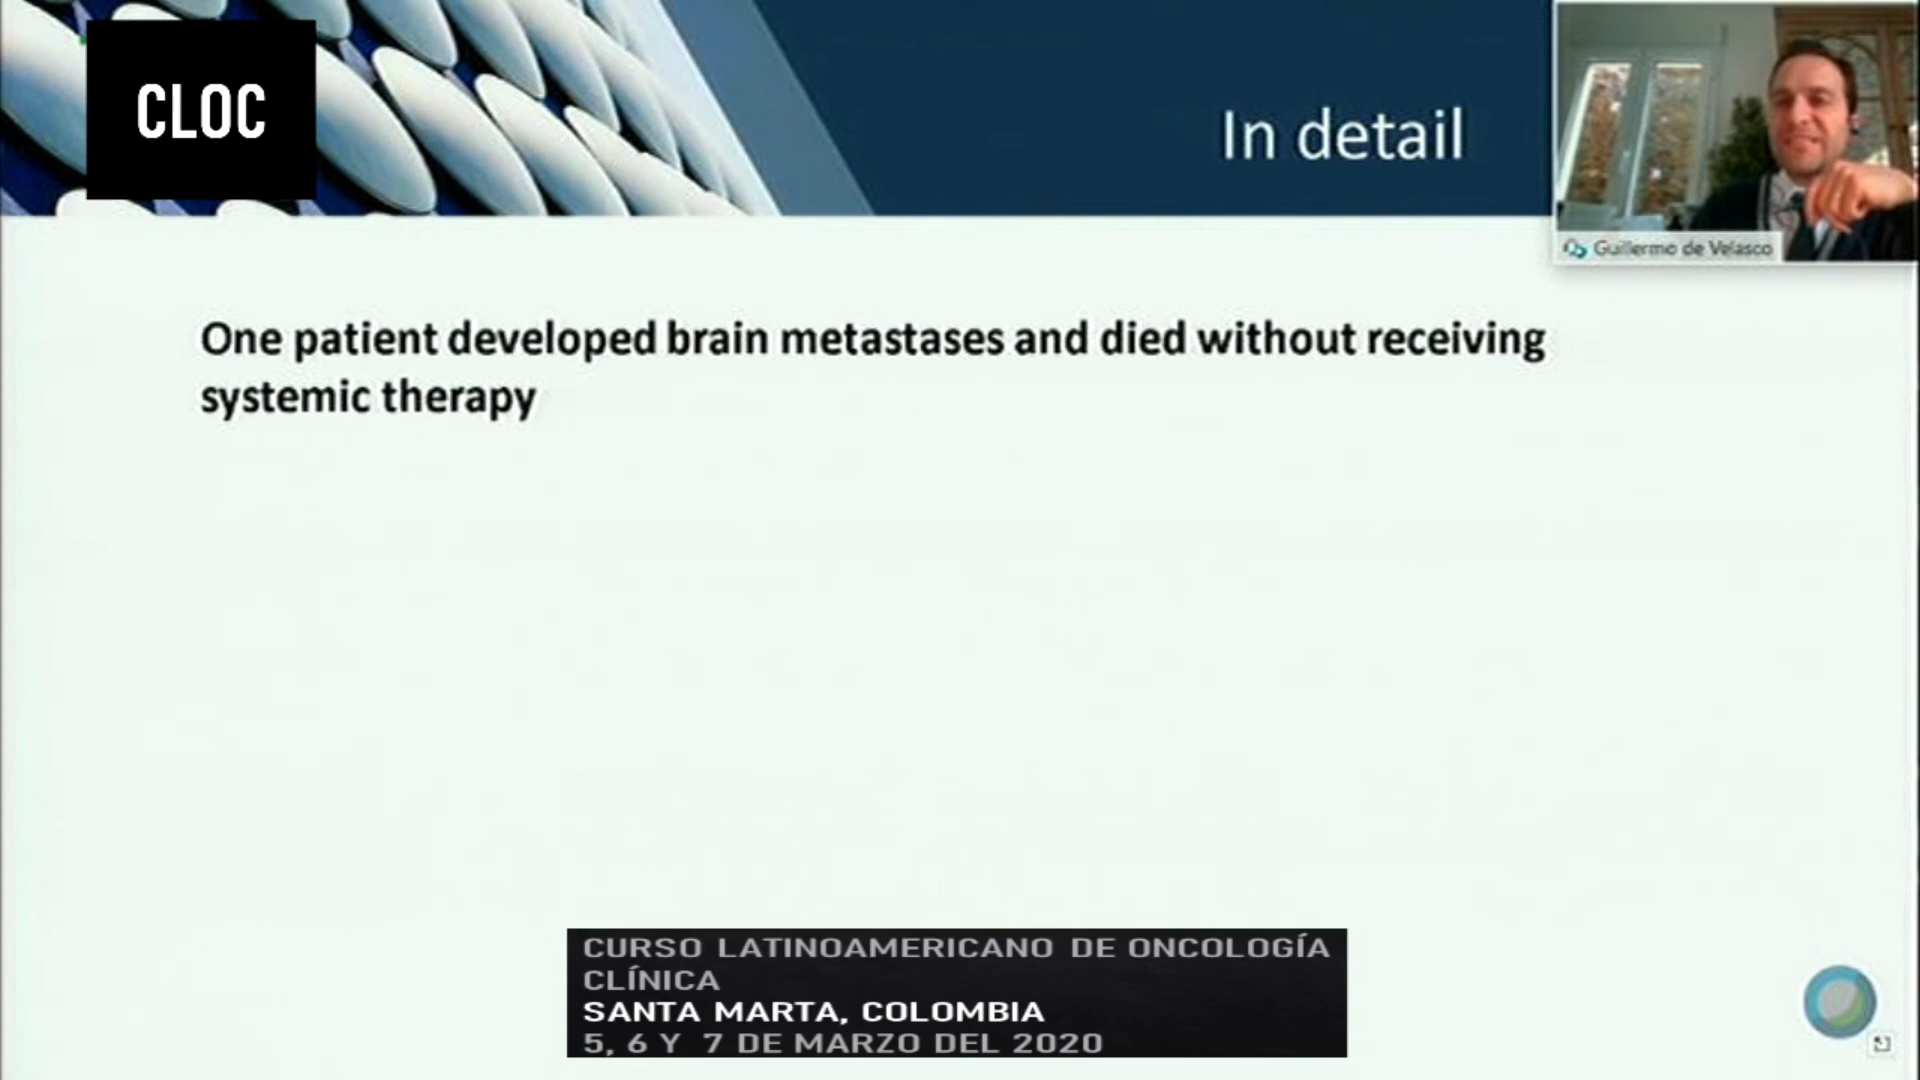 CLOC
In detail
Guillermo de Velasco
One patient developed brain metastases and died without receiving
systemic therapy
CURSO LATINOAMERICANO DE ONCOLOGÍA
CLÍNICA
SANTA MARTA, COLOMBIA
5, 6 Y 7 DE MARZO DEL 2020